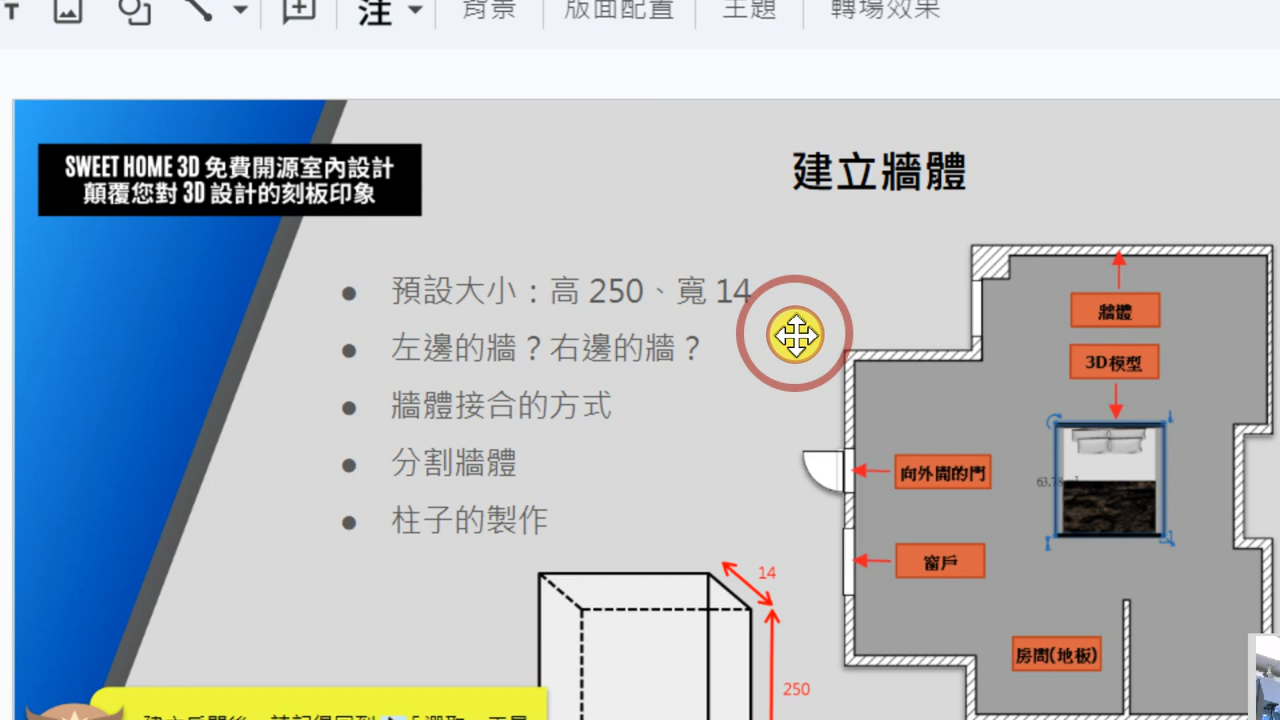 注
背景
版面配置
主題
轉場效果
SWEET HOME 3D 免費開源室內設計
顛覆您對 3D 設計的刻板印象
建立牆體
● 預設大小：高 250、寬 14
● 左邊的牆？右邊的牆？
● 牆體接合的方式
● 分割牆體
● 柱子的製作
牆體
3D模型
向外開的門
窗戶
房間(地板)
14
250